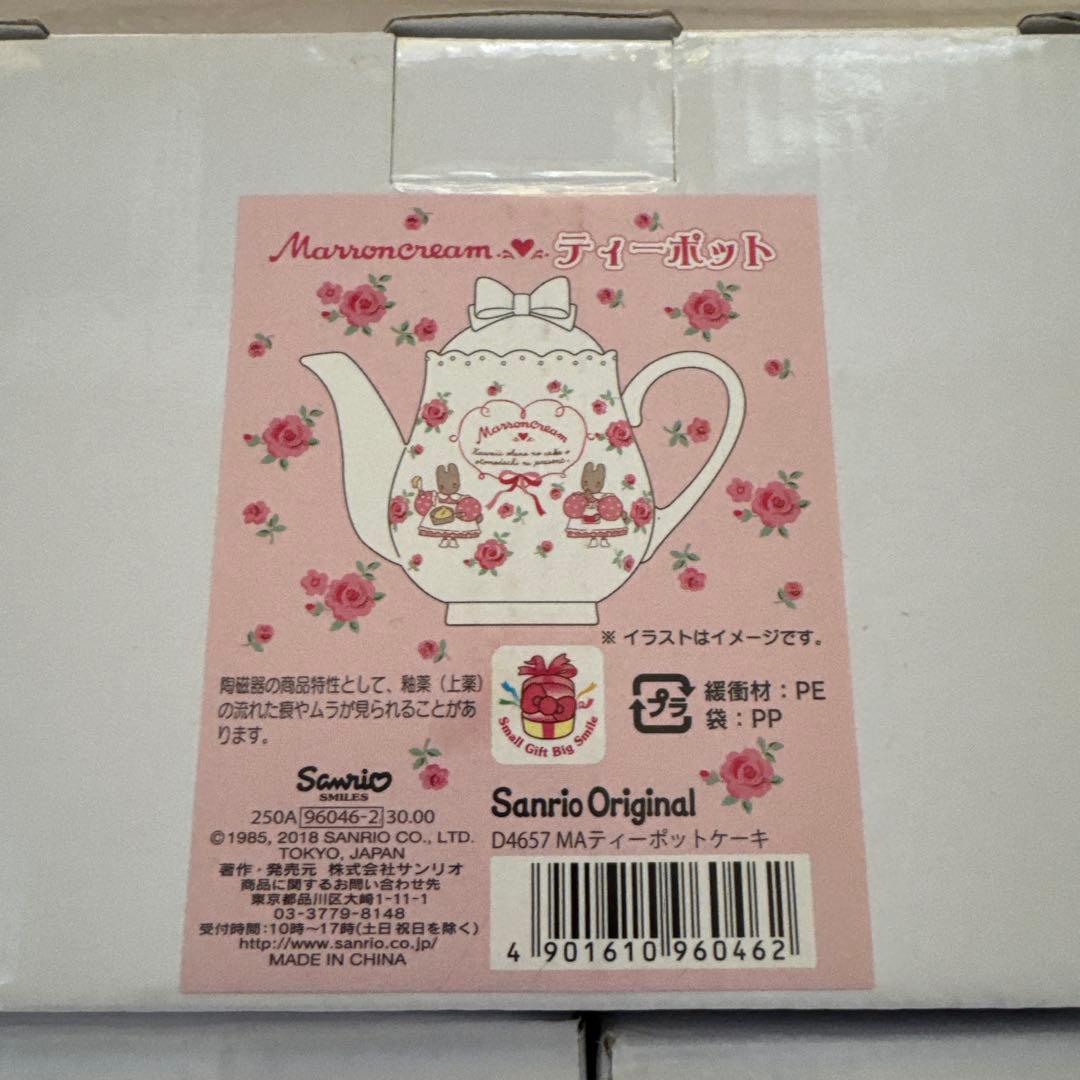 Marroncream ティーポット
Marroncream
Kawaii ohana no cake
otomodachi ni present
※ イラストはイメージです。
陶磁器の商品特性として、釉薬（上薬）
の流れた痕やムラが見られることがあ
ります。
Small Gift Big Smile
プラ
緩衝材：PE
袋：PP
Sanrio
SMILES
250A 96046-2 30.00
©1985, 2018 SANRIO CO., LTD.
TOKYO, JAPAN
著作・発売元 株式会社サンリオ
商品に関するお問い合わせ先
東京都品川区大崎1-11-1
03-3779-8148
受付時間：10時～17時(土日祝日を除く)
http://www.sanrio.co.jp/
MADE IN CHINA
Sanrio Original
D4657 MAティーポットケーキ
4 901610 960462